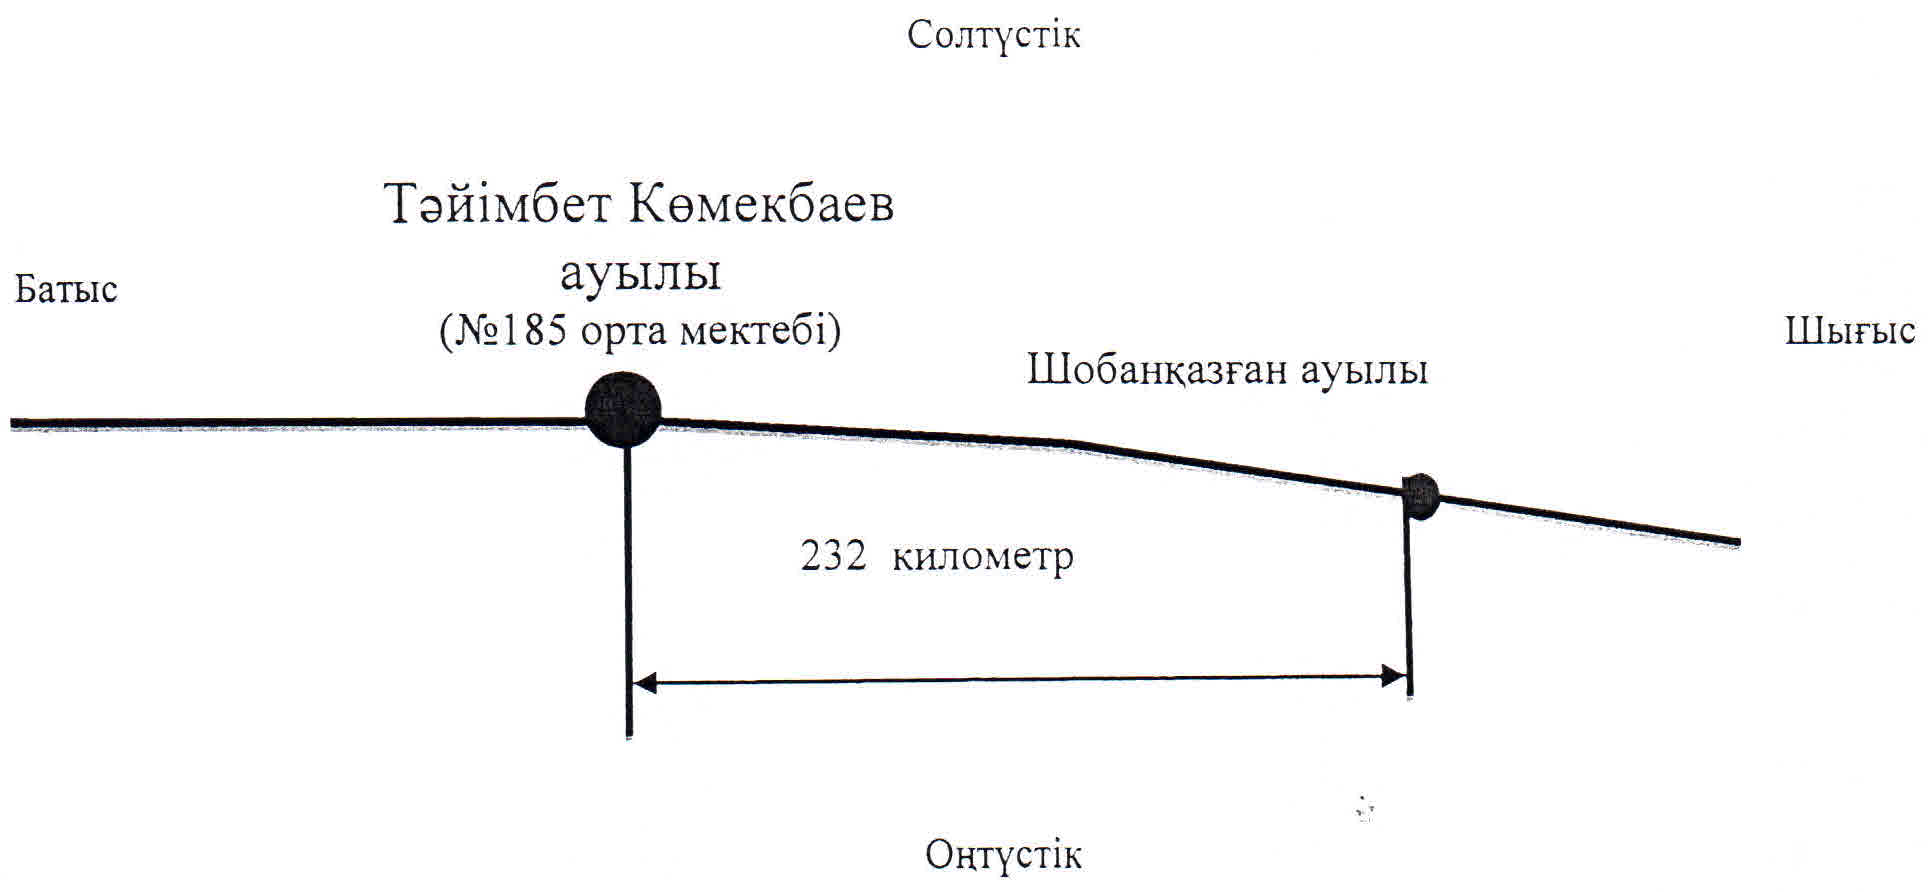 Солтүстік
Тәйімбет Көмекбаев
ауылы
Батыс
(№185 орта мектебі)
Шығыс
Шобанқазған ауылы
232 километр
Оңтүстік